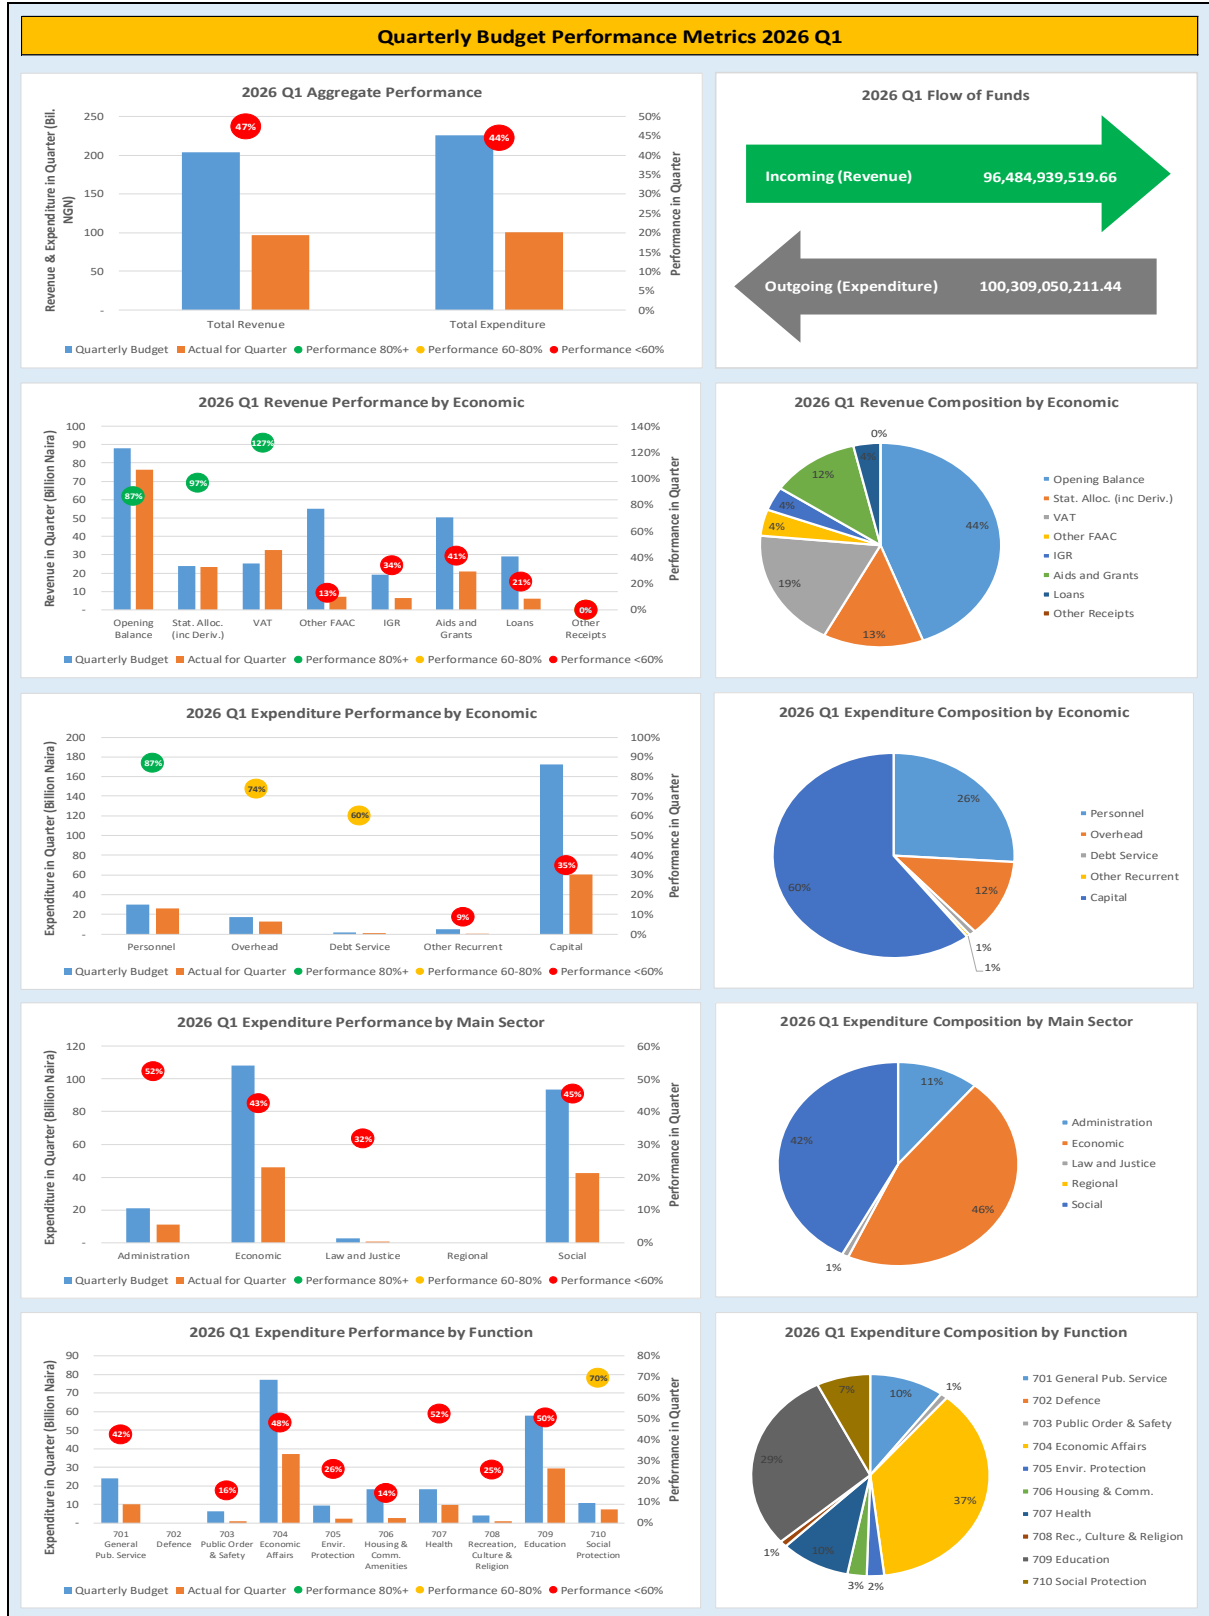 Quarterly Budget Performance Metrics 2026 Q1
2026 Q1 Aggregate Performance
Revenue & Expenditure in Quarter (Bil.
NGN)
250
200
150
100
50
-
50%
45%
40%
35%
30%
25%
20%
15%
10%
5%
0%
Performance in Quarter
47%
44%
Total Revenue
Total Expenditure
Quarterly Budget
Actual for Quarter
Performance 80%+
Performance 60-80%
Performance <60%
2026 Q1 Flow of Funds
Incoming (Revenue) 96,484,939,519.66
Outgoing (Expenditure) 100,309,050,211.44
2026 Q1 Revenue Performance by Economic
Revenue in Quarter (Billion Naira)
100
90
80
70
60
50
40
30
20
10
-
140%
120%
100%
80%
60%
40%
20%
0%
Performance in Quarter
87%
97%
127%
13%
34%
41%
21%
0%
Opening
Balance
Stat. Alloc.
(inc Deriv.)
VAT
Other FAAC
IGR
Aids and
Grants
Loans
Other
Receipts
Quarterly Budget
Actual for Quarter
Performance 80%+
Performance 60-80%
Performance <60%
2026 Q1 Revenue Composition by Economic
0%
4%
12%
4%
4%
19%
13%
44%
Opening Balance
Stat. Alloc. (inc Deriv.)
VAT
Other FAAC
IGR
Aids and Grants
Loans
Other Receipts
2026 Q1 Expenditure Performance by Economic
Expenditure in Quarter (Billion Naira)
200
180
160
140
120
100
80
60
40
20
-
100%
90%
80%
70%
60%
50%
40%
30%
20%
10%
0%
Performance in Quarter
87%
74%
60%
9%
35%
Personnel
Overhead
Debt Service
Other Recurrent
Capital
Quarterly Budget
Actual for Quarter
Performance 80%+
Performance 60-80%
Performance <60%
2026 Q1 Expenditure Composition by Economic
26%
12%
1%
1%
60%
Personnel
Overhead
Debt Service
Other Recurrent
Capital
2026 Q1 Expenditure Performance by Main Sector
Expenditure in Quarter (Billion Naira)
120
100
80
60
40
20
-
60%
50%
40%
30%
20%
10%
0%
Performance in Quarter
52%
43%
32%
45%
Administration
Economic
Law and Justice
Regional
Social
Quarterly Budget
Actual for Quarter
Performance 80%+
Performance 60-80%
Performance <60%
2026 Q1 Expenditure Composition by Main Sector
11%
46%
1%
42%
Administration
Economic
Law and Justice
Regional
Social
2026 Q1 Expenditure Performance by Function
Expenditure in Quarter (Billion Naira)
90
80
70
60
50
40
30
20
10
-
80%
70%
60%
50%
40%
30%
20%
10%
0%
Performance in Quarter
42%
16%
48%
26%
14%
52%
25%
50%
70%
701
General
Pub. Service
702
Defence
703
Public Order
& Safety
704
Economic
Affairs
705
Envir.
Protection
706
Housing &
Comm.
Amenities
707
Health
708
Recreation,
Culture &
Religion
709
Education
710
Social
Protection
Quarterly Budget
Actual for Quarter
Performance 80%+
Performance 60-80%
Performance <60%
2026 Q1 Expenditure Composition by Function
10%
1%
37%
2%
3%
10%
1%
29%
7%
701 General Pub. Service
702 Defence
703 Public Order & Safety
704 Economic Affairs
705 Envir. Protection
706 Housing & Comm.
707 Health
708 Rec., Culture & Religion
709 Education
710 Social Protection